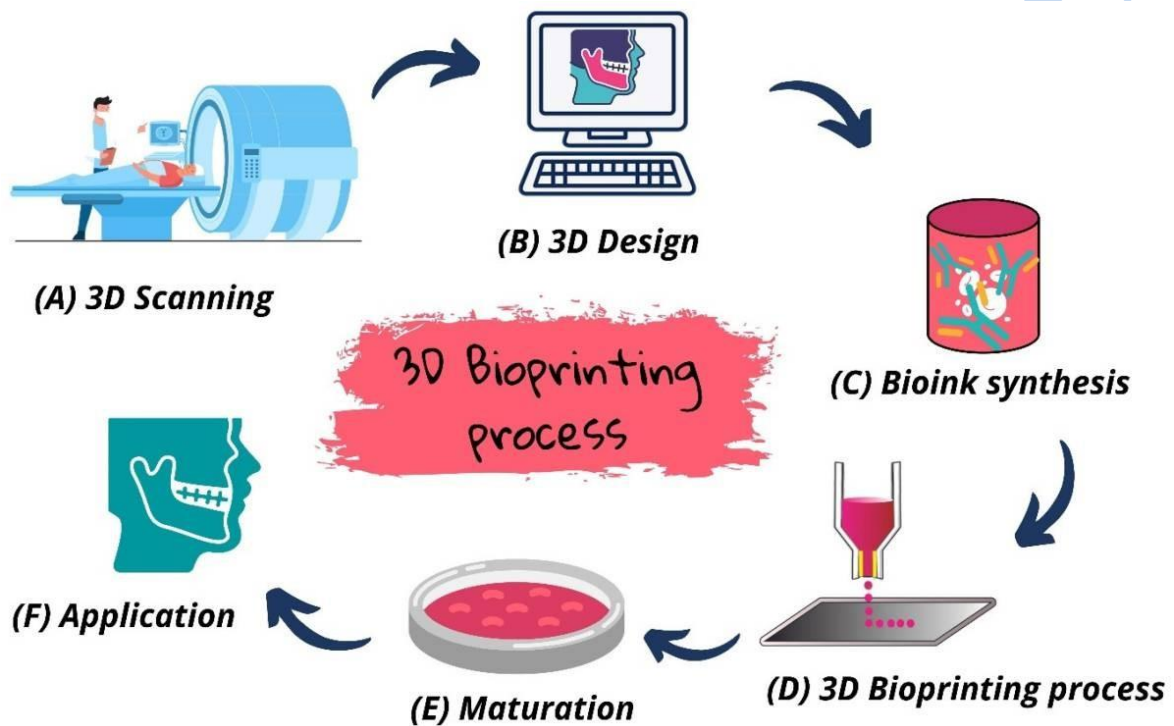 (A) 3D Scanning
(B) 3D Design
(C) Bioink synthesis
(D) 3D Bioprinting process
(E) Maturation
(F) Application
3D Bioprinting
process